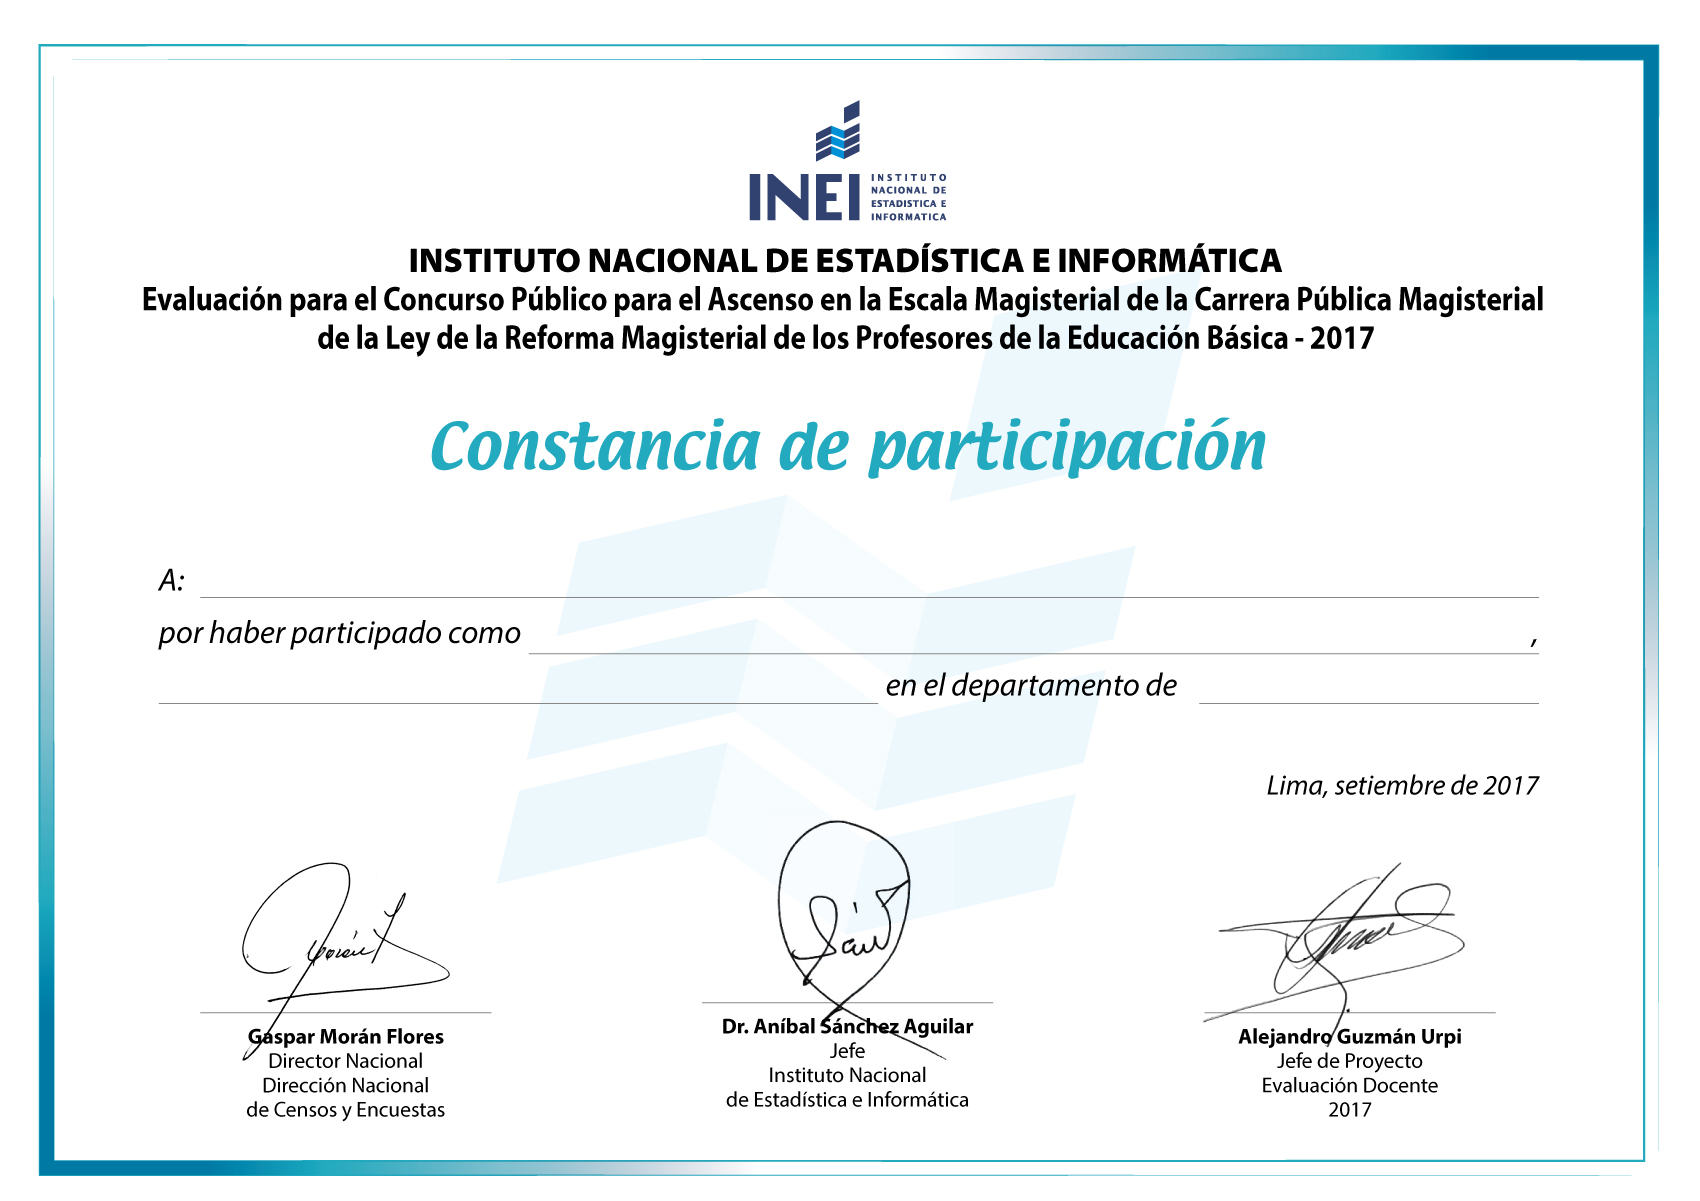 INEI
INSTITUTO
NACIONAL DE
ESTADISTICA E
INFORMATICA
INSTITUTO NACIONAL DE ESTADÍSTICA E INFORMÁTICA
Evaluación para el Concurso Público para el Ascenso en la Escala Magisterial de la Carrera Pública Magisterial
de la Ley de la Reforma Magisterial de los Profesores de la Educación Básica - 2017
Constancia de participación
A:
por haber participado como ,
en el departamento de
Lima, setiembre de 2017
Gaspar Morán Flores
Director Nacional
Dirección Nacional
de Censos y Encuestas
Dr. Aníbal Sánchez Aguilar
Jefe
Instituto Nacional
de Estadística e Informática
Alejandro Guzmán Urpi
Jefe de Proyecto
Evaluación Docente
2017